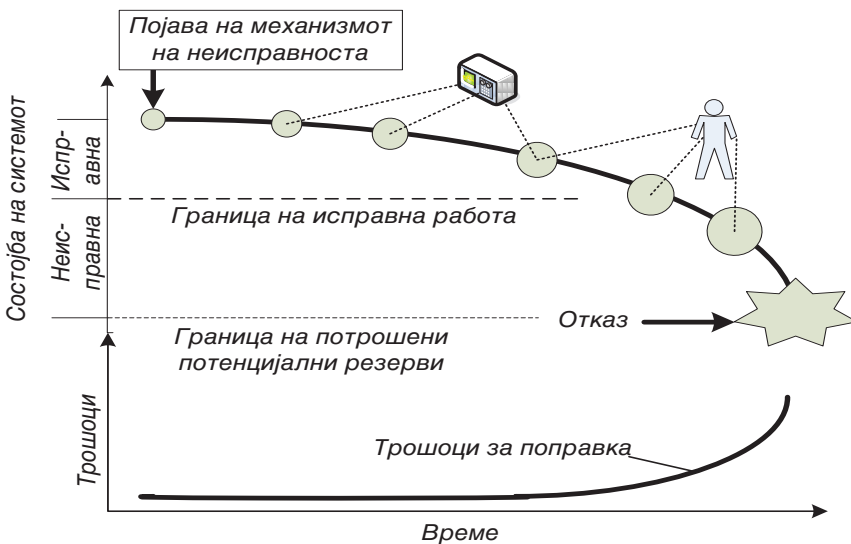 Појава на механизмот
на неисправноста
Состојба на системот
Испр-
авна
Неис-
правна
Граница на исправна работа
Отказ
Граница на потрошени
потенцијални резерви
Трошоци
Трошоци за поправка
Време